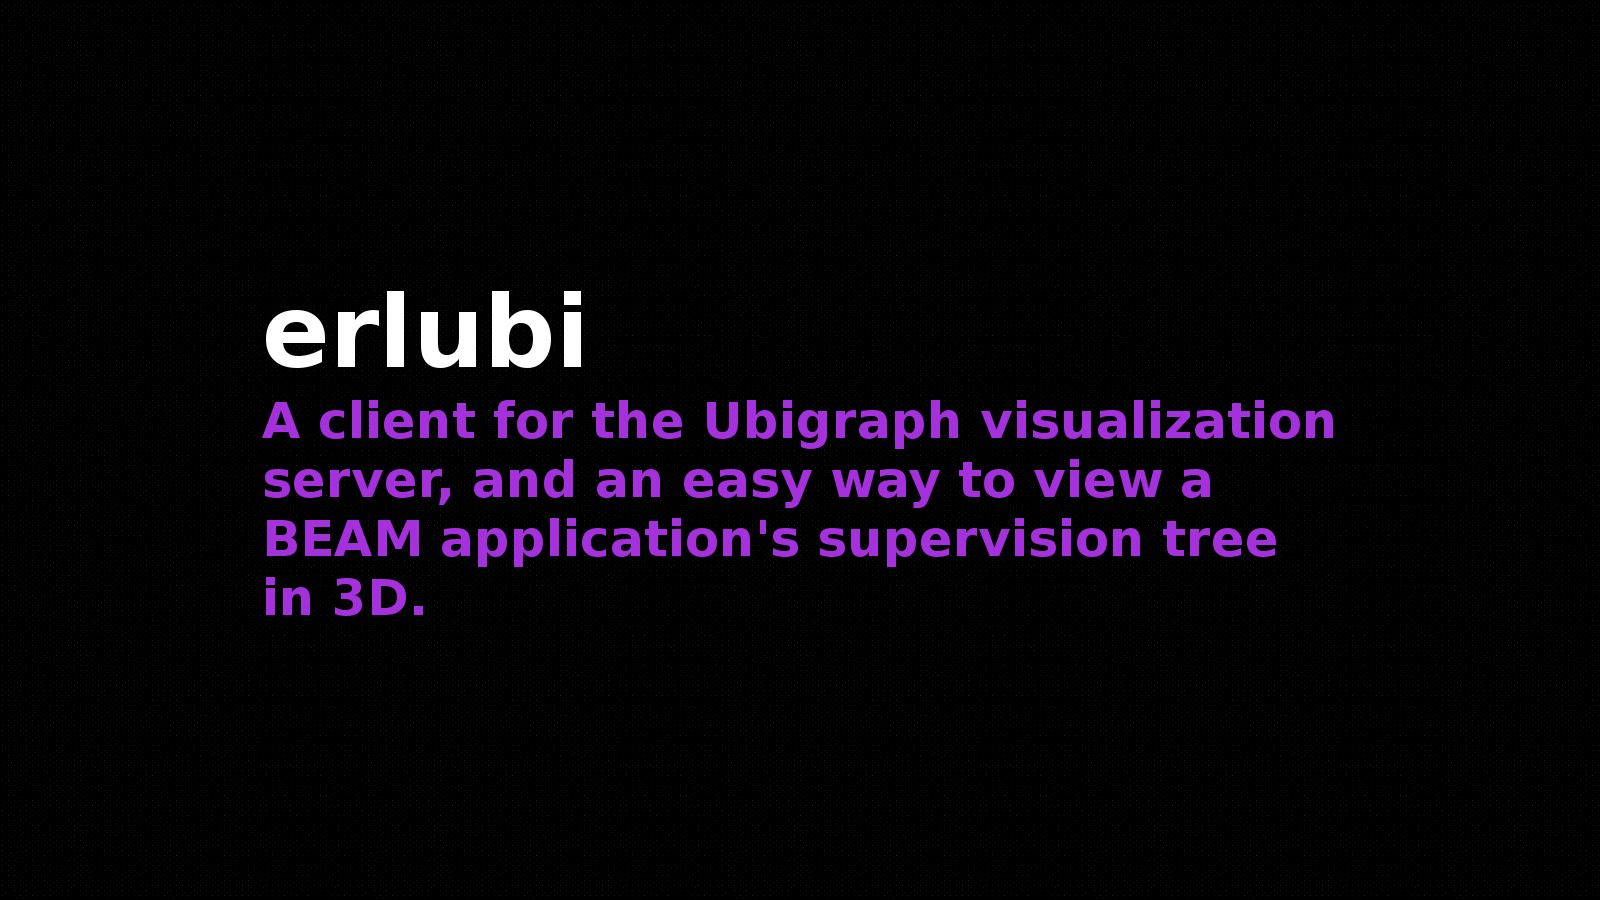 erlubi
A client for the Ubigraph visualization
server, and an easy way to view a
BEAM application's supervision tree
in 3D.